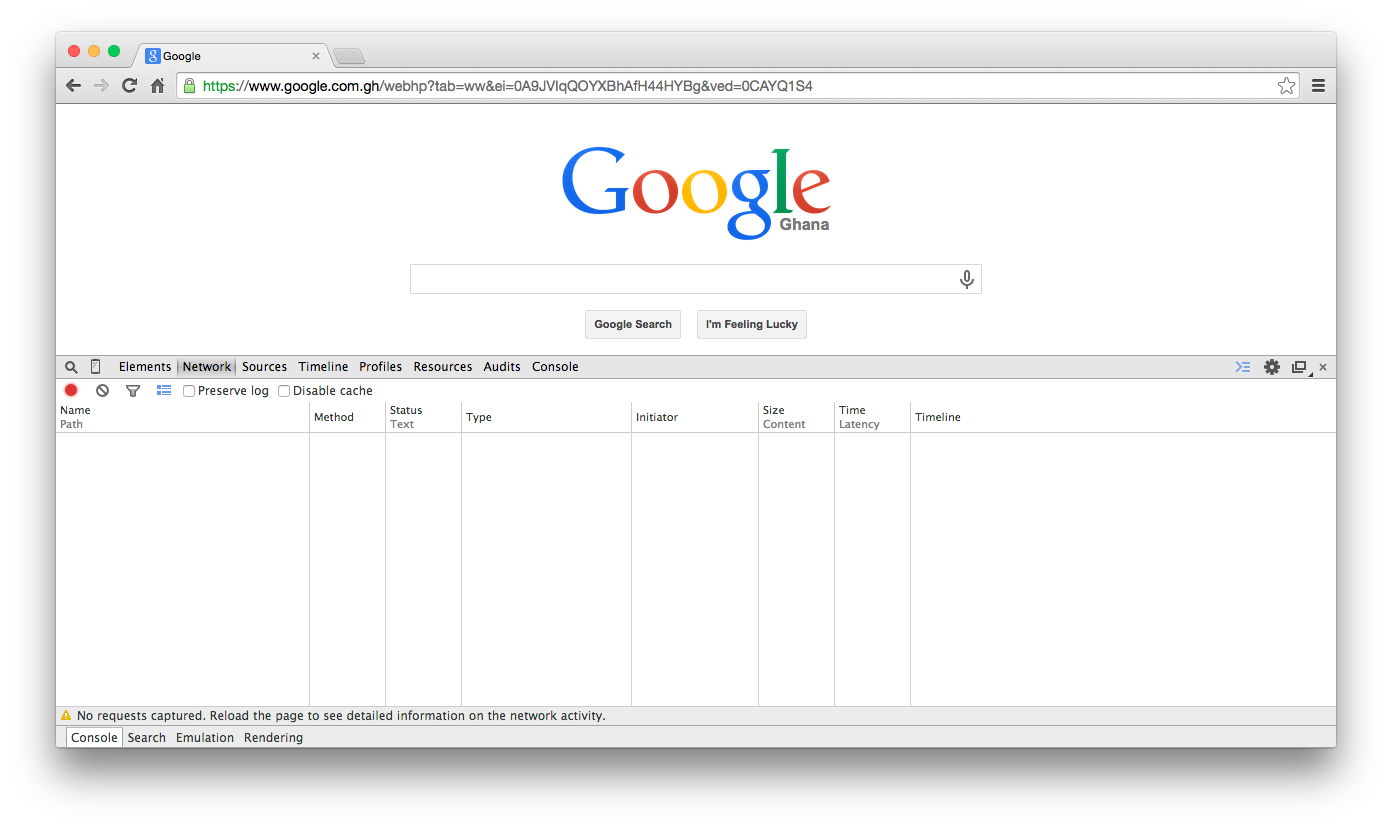 Google
https://www.google.com.gh/webhp?tab=ww&ei=0A9JVIqQOYXBhAfH44HYBg&ved=0CAYQ1S4
Google
Ghana
Google Search I'm Feeling Lucky
Elements Network Sources Timeline Profiles Resources Audits Console
Preserve log Disable cache
Name Method Status Type Initiator Size Time Timeline
Path Text Content Latency
No requests captured. Reload the page to see detailed information on the network activity.
Console Search Emulation Rendering